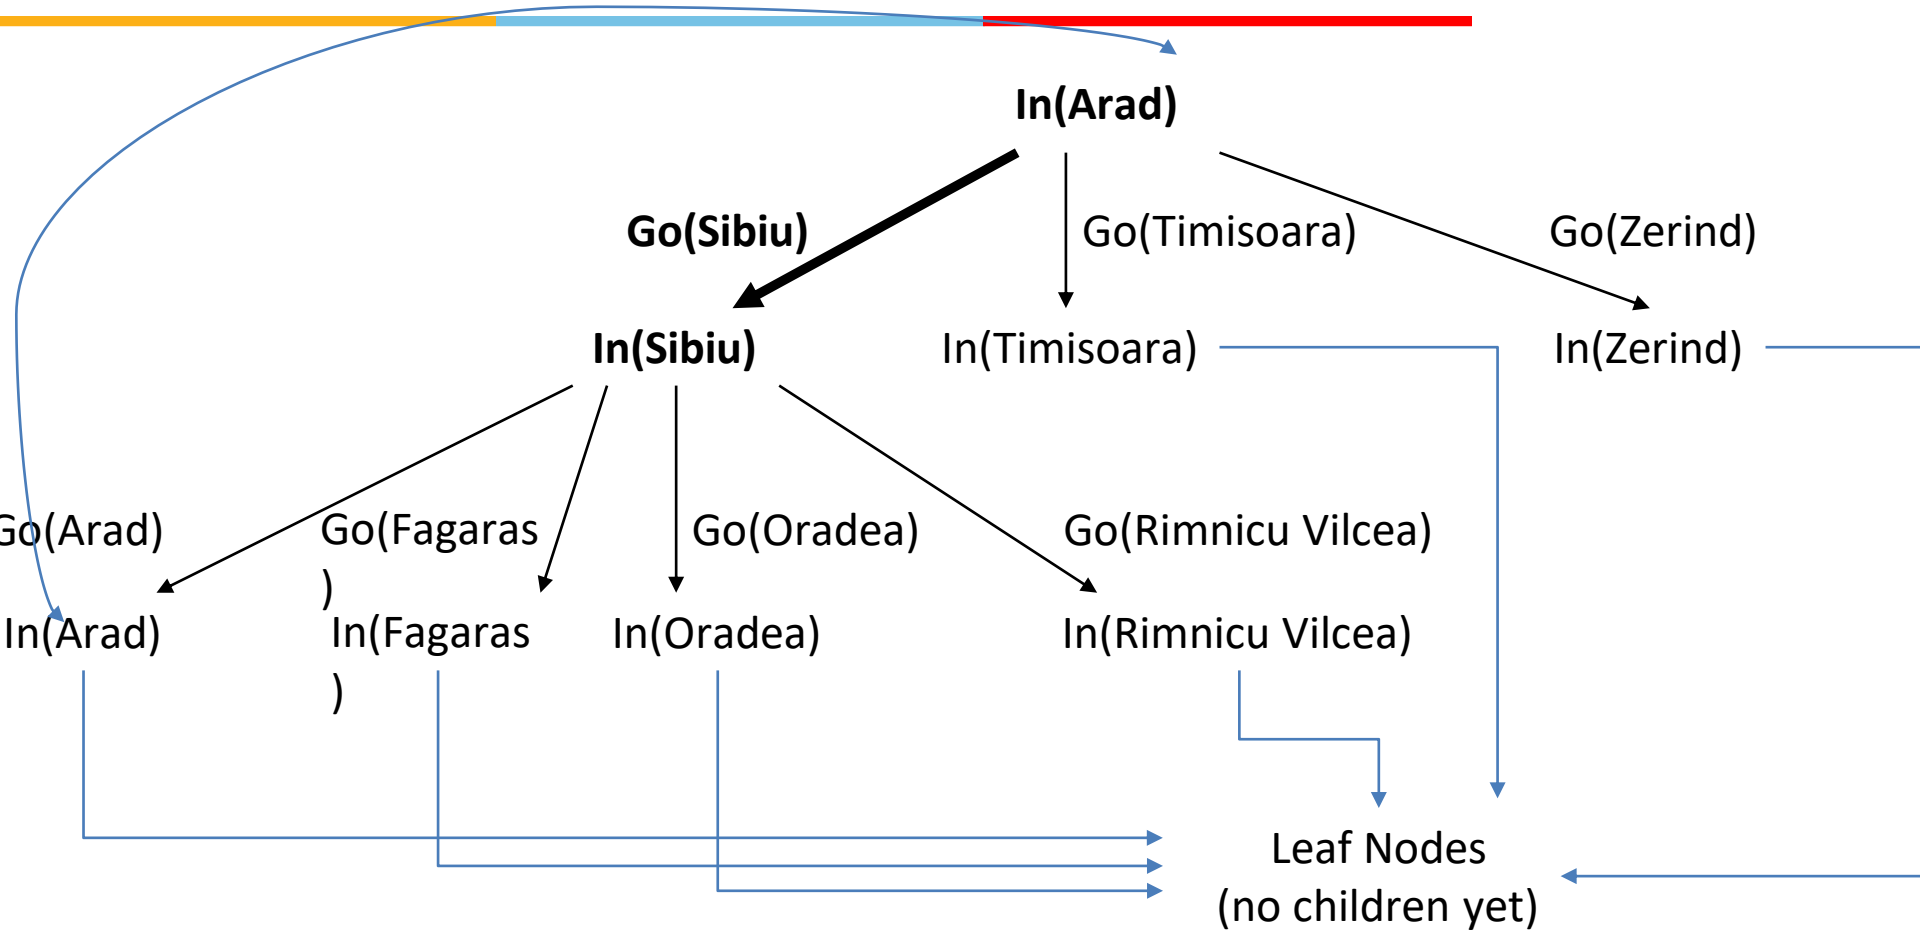 In(Arad)
Go(Sibiu)
Go(Timisoara)
Go(Zerind)
In(Sibiu)
In(Timisoara)
In(Zerind)
Go(Arad)
Go(Fagaras
)
Go(Oradea)
Go(Rimnicu Vilcea)
In(Arad)
In(Fagaras
)
In(Oradea)
In(Rimnicu Vilcea)
Leaf Nodes
(no children yet)